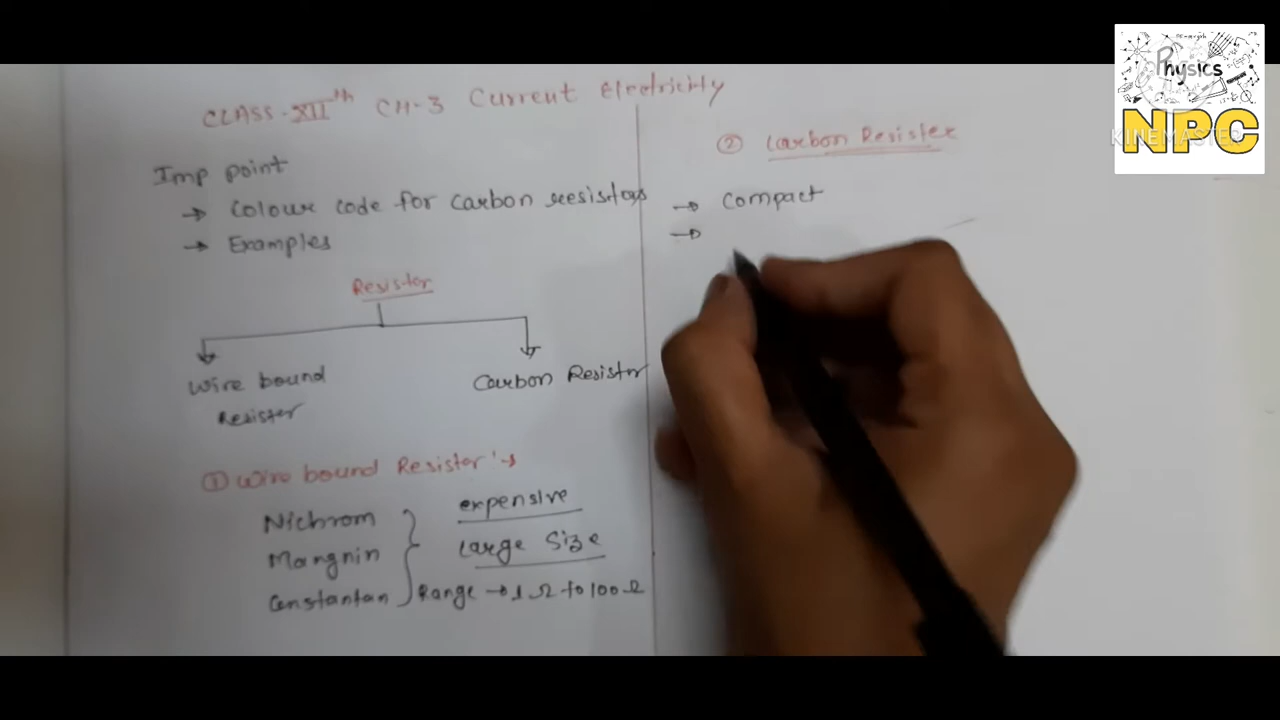 CLASS-XIIth CH-3 Current Electricity
Imp point
→ Colour code for Carbon resistors
→ Examples
Resistor
Wire bound
Resister
Carbon Resistor
① Wire bound Resistor's
Nichrom
Mangnin
Constantan
expensive
Large Size
Range → 1 Ω to 100 Ω
② Carbon Resister
→ Compact
→
Physics
NPC
KINEMASTER